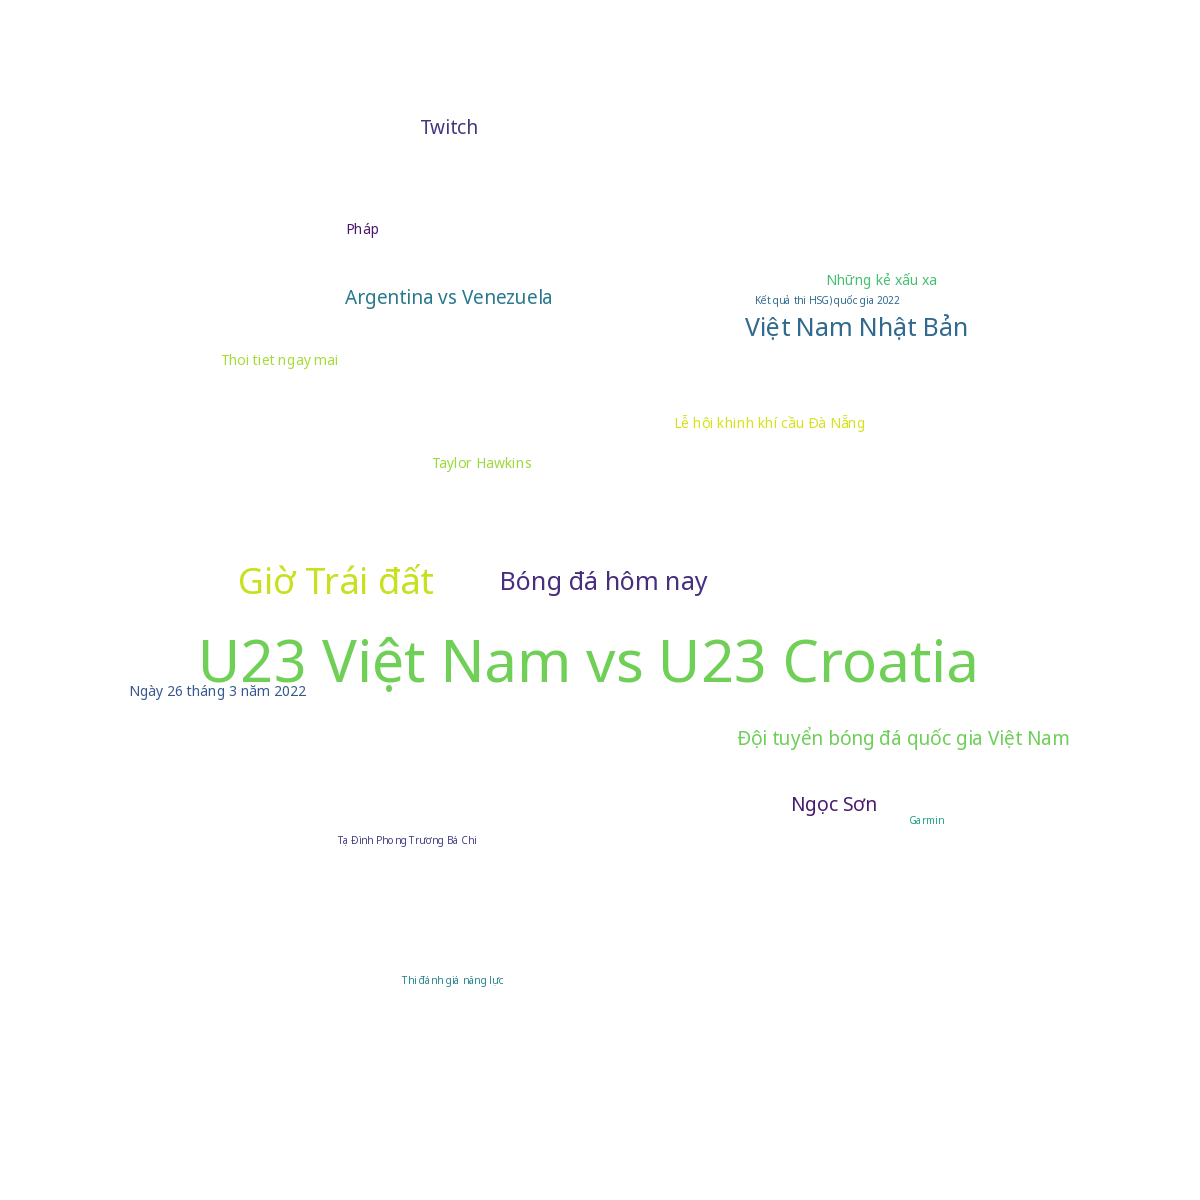 Twitch
Pháp
Những kẻ xấu xa
Argentina vs Venezuela
Kết quả thi HSG) quốc gia 2022
Việt Nam Nhật Bản
Thoi tiet ngay mai
Lễ hội khinh khí cầu Đà Nẵng
Taylor Hawkins
Giờ Trái đất
Bóng đá hôm nay
U23 Việt Nam vs U23 Croatia
Ngày 26 tháng 3 năm 2022
Đội tuyển bóng đá quốc gia Việt Nam
Ngọc Sơn
Garmin
Tạ Đình Phong Trương Bá Chi
Thi đánh giá năng lực